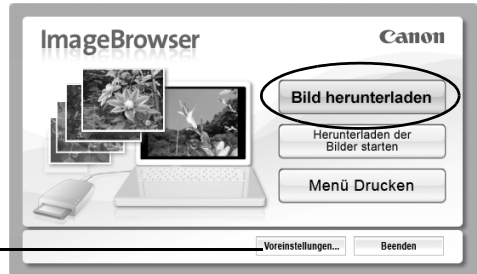 ImageBrowser
Canon
Bild herunterladen
Herunterladen der
Bilder starten
Menü Drucken
Voreinstellungen...
Beenden